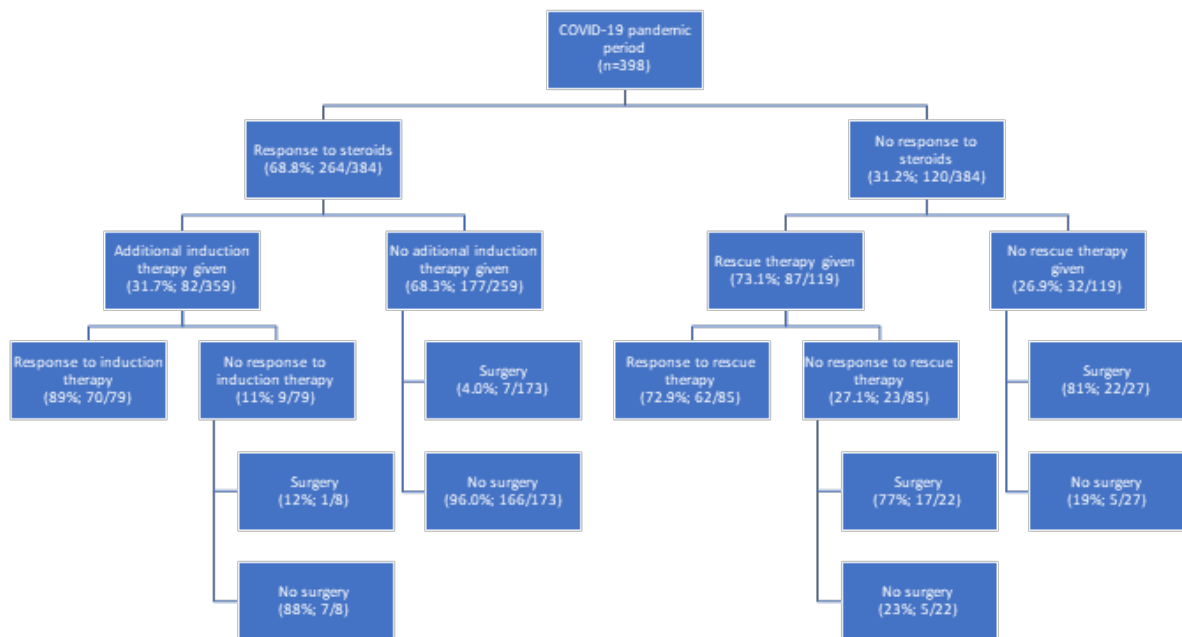 COVID-19 pandemic
period
(n=398)
Response to steroids
(68.8%; 264/384)
No response to
steroids
(31.2%; 120/384)
Additional induction
therapy given
(31.7%; 82/359)
No aditional induction
therapy given
(68.3%; 177/259)
Rescue therapy given
(73.1%; 87/119)
No rescue therapy
given
(26.9%; 32/119)
Response to induction
therapy
(89%; 70/79)
No response to
induction therapy
(11%; 9/79)
Surgery
(4.0%; 7/173)
Response to rescue
therapy
(72.9%; 62/85)
No response to rescue
therapy
(27.1%; 23/85)
Surgery
(81%; 22/27)
Surgery
(12%; 1/8)
No surgery
(96.0%; 166/173)
Surgery
(77%; 17/22)
No surgery
(19%; 5/27)
No surgery
(88%; 7/8)
No surgery
(23%; 5/22)